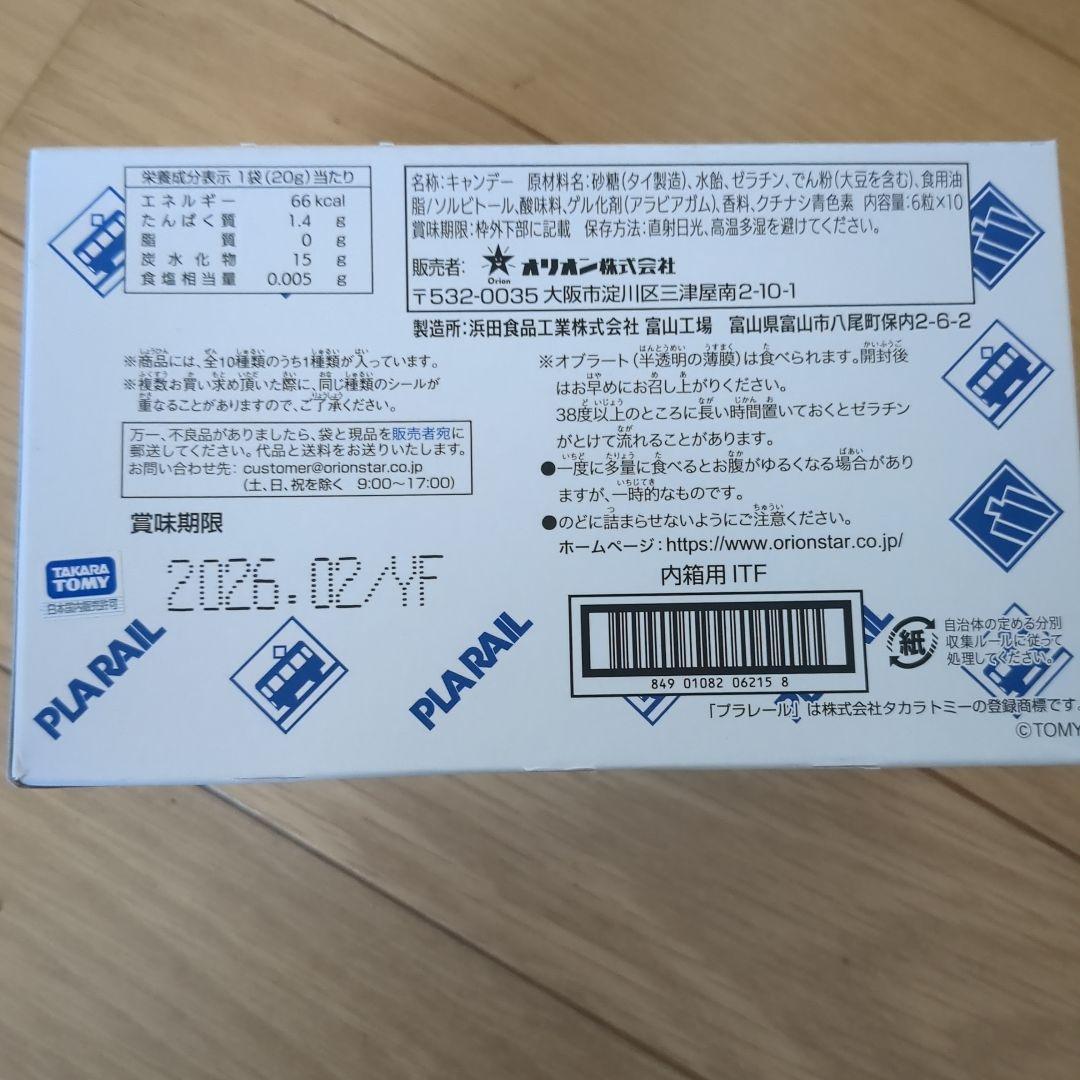 栄養成分表示 1袋(20g)当たり
エネルギー 66kcal
たんぱく質 1.4 g
脂質 0 g
炭水化物 15 g
食塩相当量 0.005 g
名称:キャンデー 原材料名:砂糖(タイ製造)、水飴、ゼラチン、でん粉(大豆を含む)、食用油
脂/ソルビトール、酸味料、ゲル化剤(アラビアガム)、香料、クチナシ青色素 内容量:6粒×10
賞味期限:枠外下部に記載 保存方法:直射日光、高温多湿を避けてください。
販売者: Orion オリオン株式会社
〒532-0035 大阪市淀川区三津屋南2-10-1
製造所:浜田食品工業株式会社 富山工場 富山県富山市八尾町保内2-6-2
※商品には、全10種類のうち1種類が入っています。
※複数お買い求め頂いた際に、同じ種類のシールが
重なることがありますので、ご了承ください。
万一、不良品がありましたら、袋と現品を販売者宛に
郵送してください。代品と送料をお送りいたします。
お問い合わせ先: customer@orionstar.co.jp
(土、日、祝を除く 9:00～17:00)
※オブラート(半透明の薄膜)は食べられます。開封後
はお早めにお召し上がりください。
38度以上のところに長い時間置いておくとゼラチン
がとけて流れることがあります。
●一度に多量に食べるとお腹がゆるくなる場合があり
ますが、一時的なものです。
●のどに詰まらせないようにご注意ください。
ホームページ:https://www.orionstar.co.jp/
賞味期限
2026.02/YF
TAKARA
TOMY
日本国内販売許可
内箱用 ITF
849 01082 06215 8
紙
自治体の定める分別
収集ルールに従って
処理してください。
PLARAIL
PLARAIL
「プラレール」は株式会社タカラトミーの登録商標です。
©TOMY